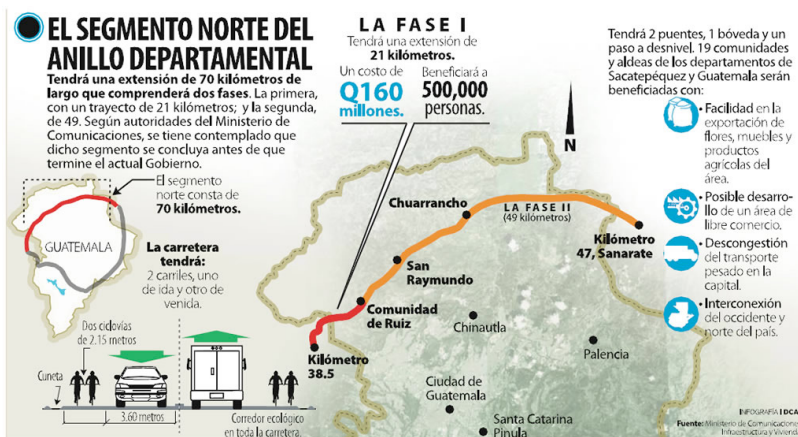 EL SEGMENTO NORTE DEL
ANILLO DEPARTAMENTAL
Tendrá una extensión de 70 kilómetros de
largo que comprenderá dos fases. La primera,
con un trayecto de 21 kilómetros; y la segunda,
de 49. Según autoridades del Ministerio de
Comunicaciones, se tiene contemplado que
dicho segmento se concluya antes de que
termine el actual Gobierno.
El segmento
norte consta de
70 kilómetros.
GUATEMALA
La carretera
tendrá:
2 carriles, uno
de ida y otro de
venida.
Dos ciclovías
de 2.15 metros
Cuneta
3.60 metros
Corredor ecológico
en toda la carretera.
LA FASE I
Tendrá una extensión de
21 kilómetros.
Un costo de
Q160
millones.
Beneficiará a
500,000
personas.
N
Chuarrancho
LA FASE II
(49 kilómetros)
Kilómetro
47, Sanarate
San
Raymundo
Comunidad
de Ruiz
Kilómetro
38.5
Chinautla
Palencia
Ciudad de
Guatemala
Santa Catarina
Pinula
Tendrá 2 puentes, 1 bóveda y un
paso a desnivel. 19 comunidades
y aldeas de los departamentos de
Sacatepéquez y Guatemala serán
beneficiadas con:
• Facilidad en la
exportación de
flores, muebles y
productos
agrícolas del
área.
• Posible desarro-
llo de un área de
libre comercio.
• Descongestión
del transporte
pesado en la
capital.
• Interconexión
del occidente y
norte del país.
INFOGRAFÍA | DCA
Fuente: Ministerio de Comunicaciones
Infraestructura y Vivienda